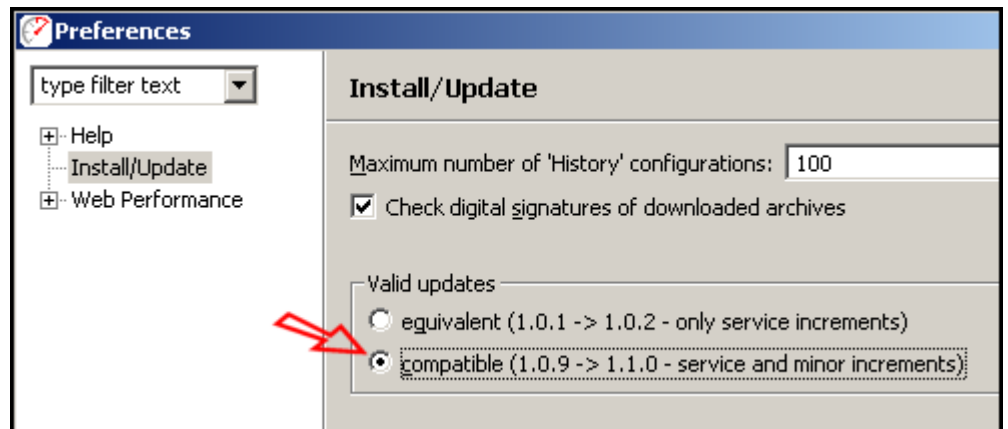 Preferences
type filter text
Help
Install/Update
Web Performance
Install/Update
Maximum number of 'History' configurations: 100
Check digital signatures of downloaded archives
Valid updates
equivalent (1.0.1 -> 1.0.2 - only service increments)
compatible (1.0.9 -> 1.1.0 - service and minor increments)